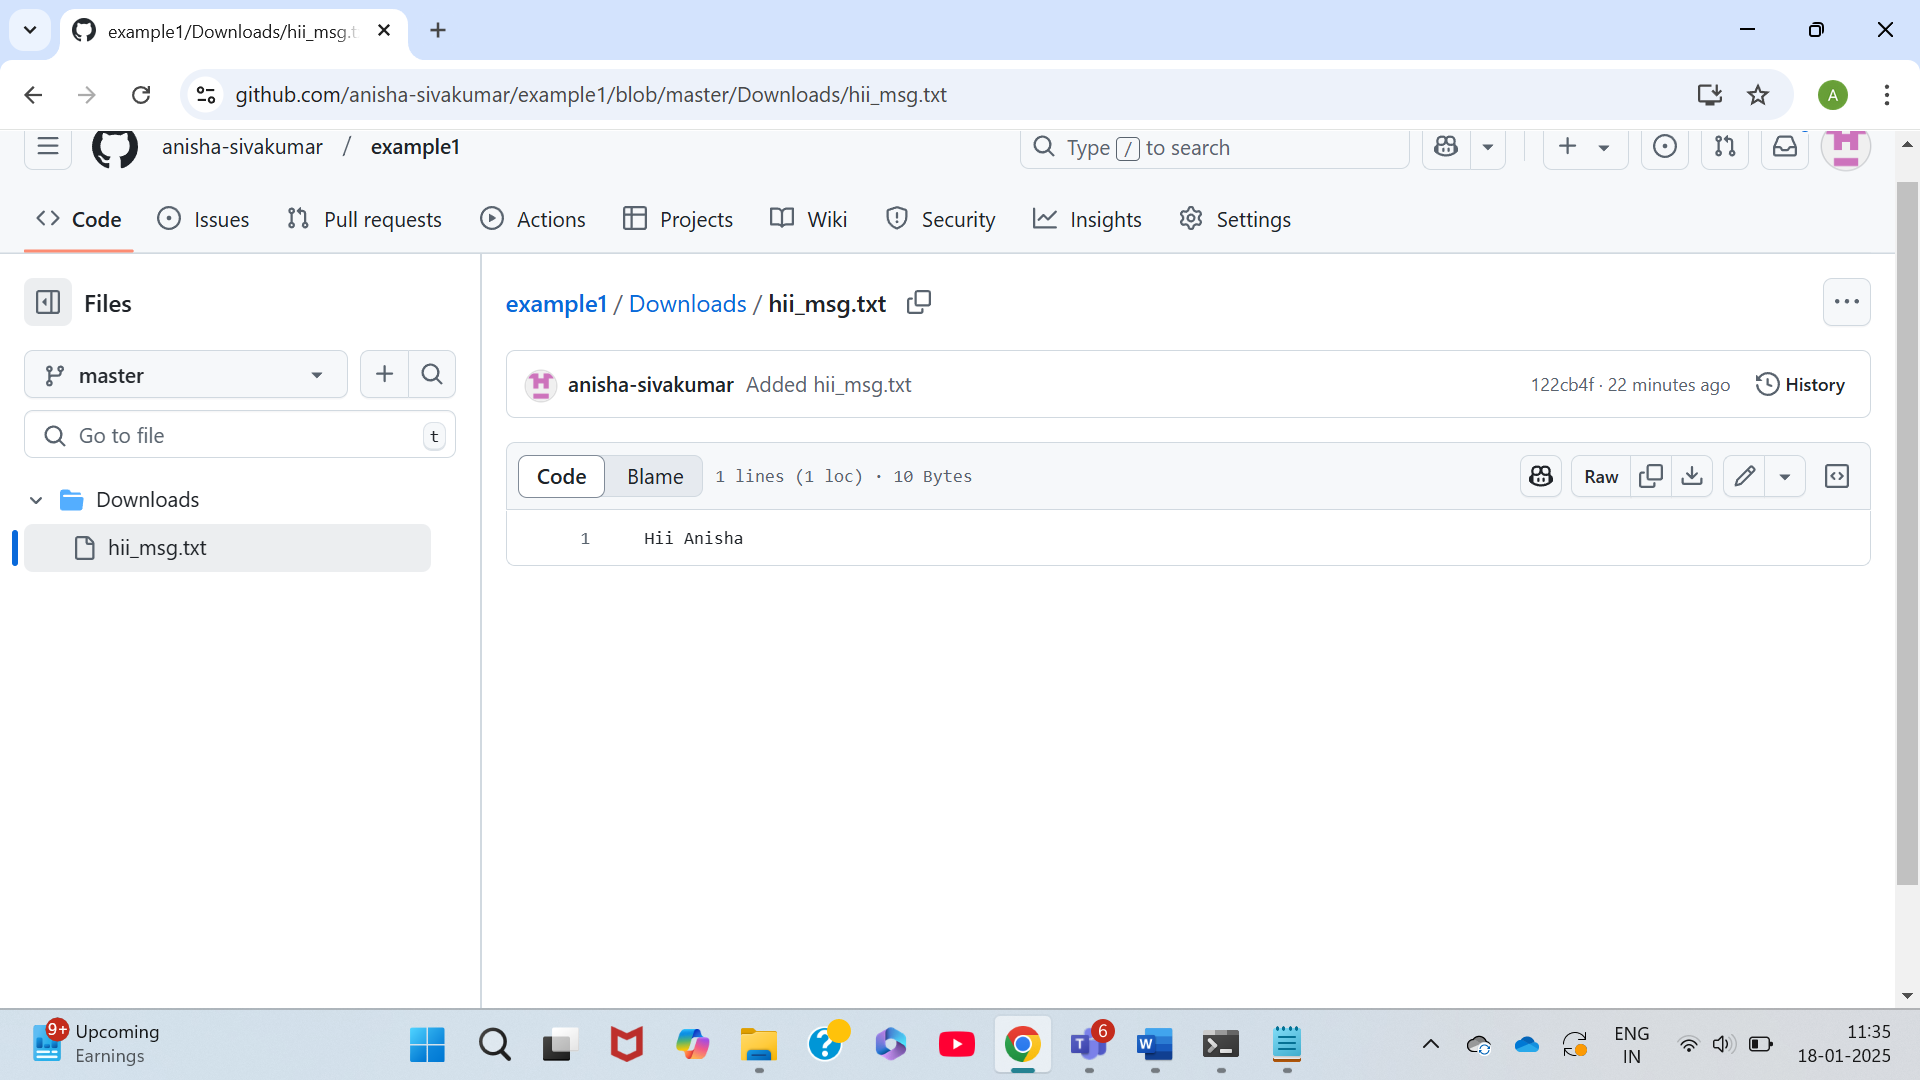 example1/Downloads/hii_msg.t
github.com/anisha-sivakumar/example1/blob/master/Downloads/hii_msg.txt
A
anisha-sivakumar / example1
Type / to search
Code Issues Pull requests Actions Projects Wiki Security Insights Settings
Files
example1 / Downloads / hii_msg.txt
master
anisha-sivakumar Added hii_msg.txt 122cb4f · 22 minutes ago History
Go to file t
Code Blame 1 lines (1 loc) · 10 Bytes Raw
Downloads
1 Hii Anisha
hii_msg.txt
9+ Upcoming
Earnings
6
ENG
IN
11:35
18-01-2025